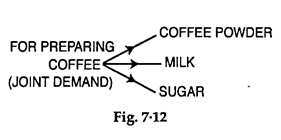 FOR PREPARING
COFFEE
(JOINT DEMAND)
COFFEE POWDER
MILK
SUGAR
Fig. 7·12